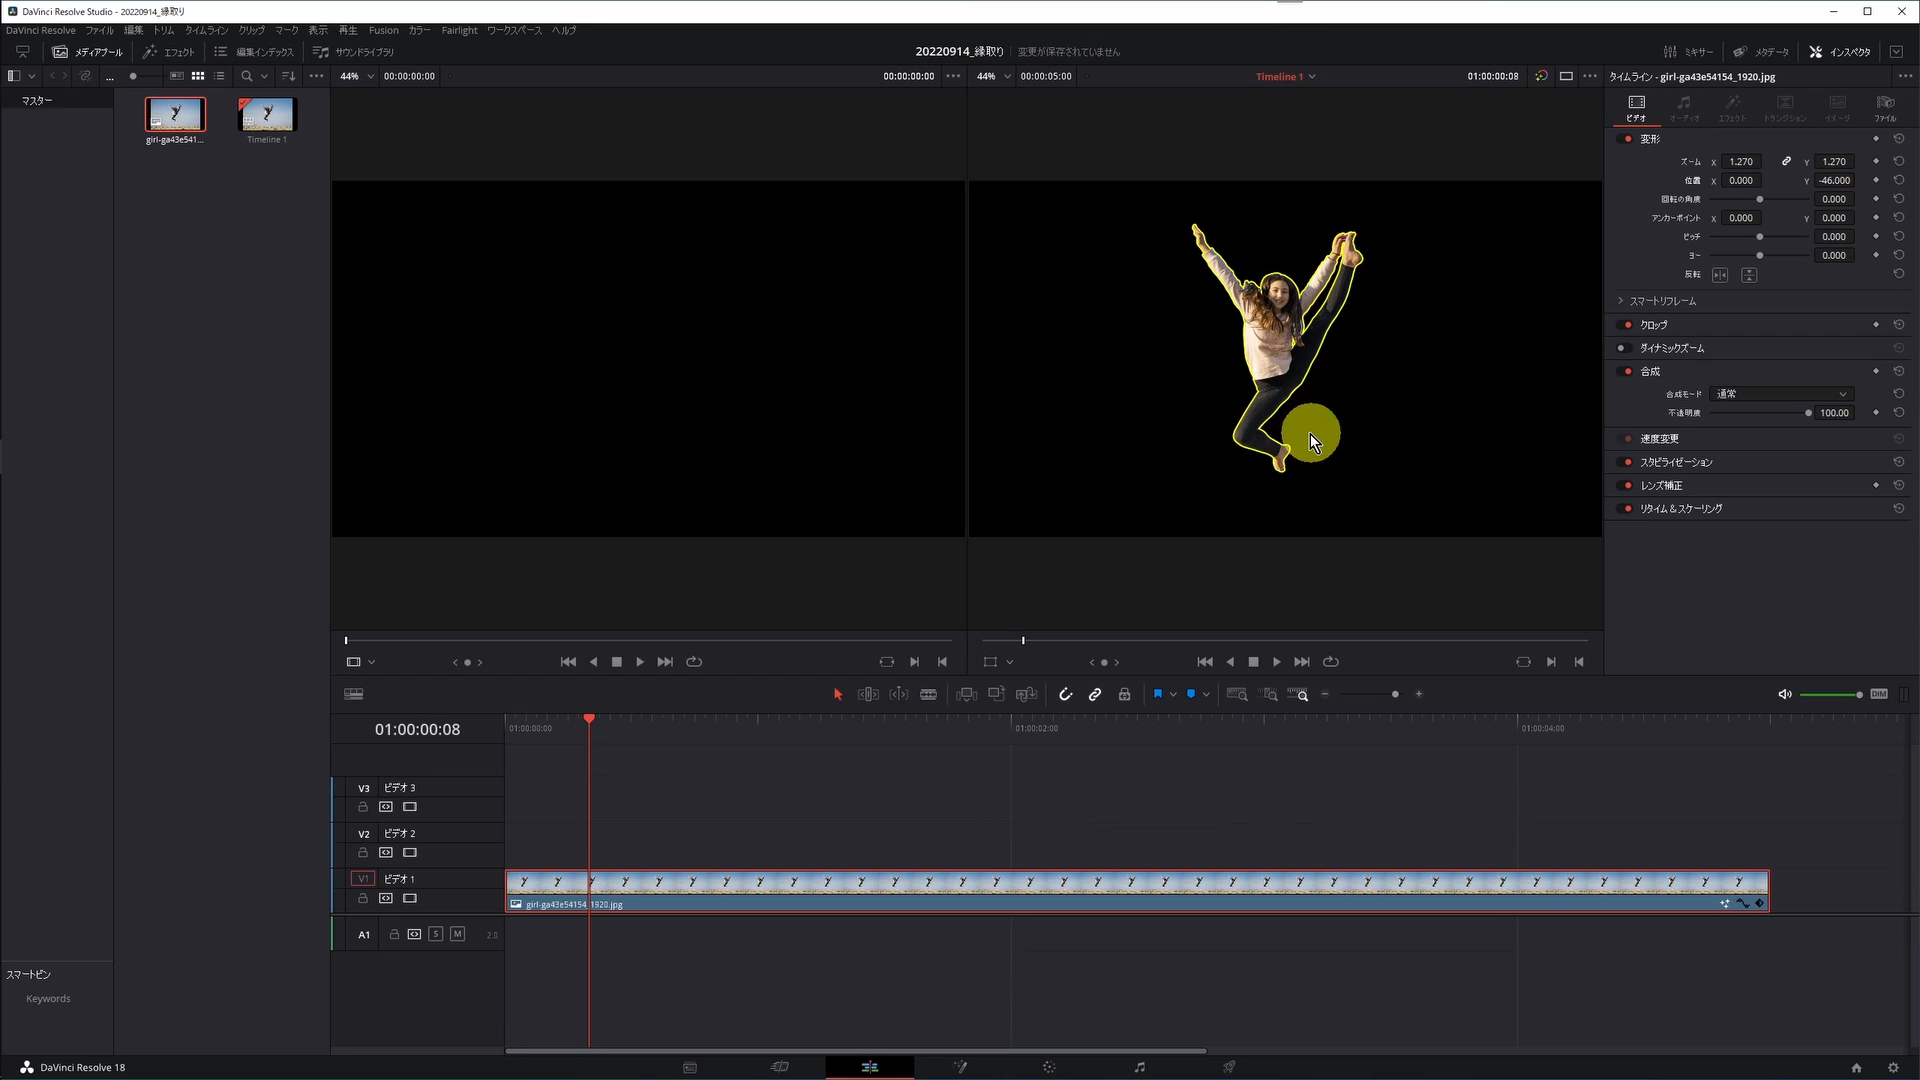 DaVinci Resolve Studio - 20220914_縁取り
DaVinci Resolve ファイル 編集 トリム タイムライン クリップ マーク 表示 再生 Fusion カラー Fairlight ワークスペース ヘルプ
メディアプール エフェクト 編集インデックス サウンドライブラリ 20220914_縁取り 変更が保存されていません ミキサー メタデータ インスペクタ
44% 00:00:00:00 00:00:00:00 44% 00:00:05:00 Timeline 1 01:00:00:08 タイムライン - girl-ga43e54154_1920.jpg
マスター
girl-ga43e541... Timeline 1
ビデオ オーディオ エフェクト トランジション イメージ ファイル
変形
ズーム X 1.270 Y 1.270
位置 X 0.000 Y -46.000
回転の角度 0.000
アンカーポイント X 0.000 Y 0.000
ピッチ 0.000
ヨー 0.000
反転
スマートリフレーム
クロップ
ダイナミックズーム
合成
合成モード 通常
不透明度 100.00
速度変更
スタビライゼーション
レンズ補正
リタイム&スケーリング
DIM
01:00:00:08 01:00:00:00 01:00:02:00 01:00:04:00
V3 ビデオ 3
V2 ビデオ 2
V1 ビデオ 1
girl-ga43e54154_1920.jpg
A1 S M 2.0
スマートビン
Keywords
DaVinci Resolve 18